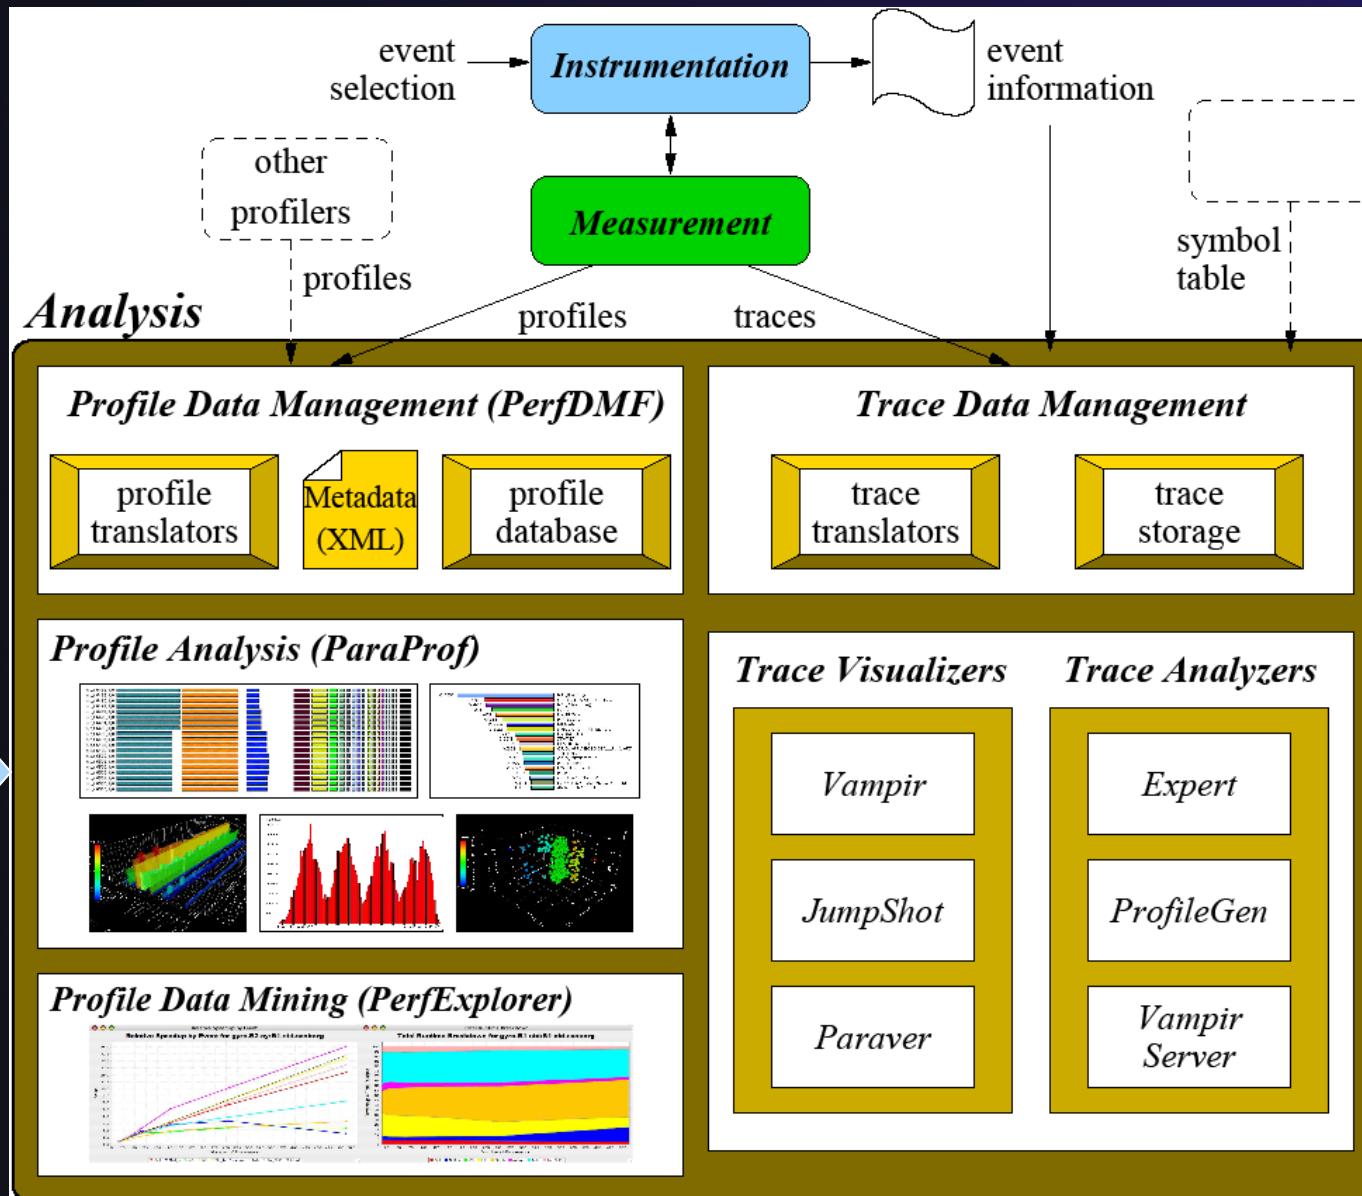 event
selection
Instrumentation
event
information
other
profilers
Measurement
symbol
table
profiles
profiles
traces
Analysis
Profile Data Management (PerfDMF)
profile
translators
Metadata
(XML)
profile
database
Trace Data Management
trace
translators
trace
storage
Profile Analysis (ParaProf)
Trace Visualizers
Vampir
JumpShot
Paraver
Trace Analyzers
Expert
ProfileGen
Vampir
Server
Profile Data Mining (PerfExplorer)